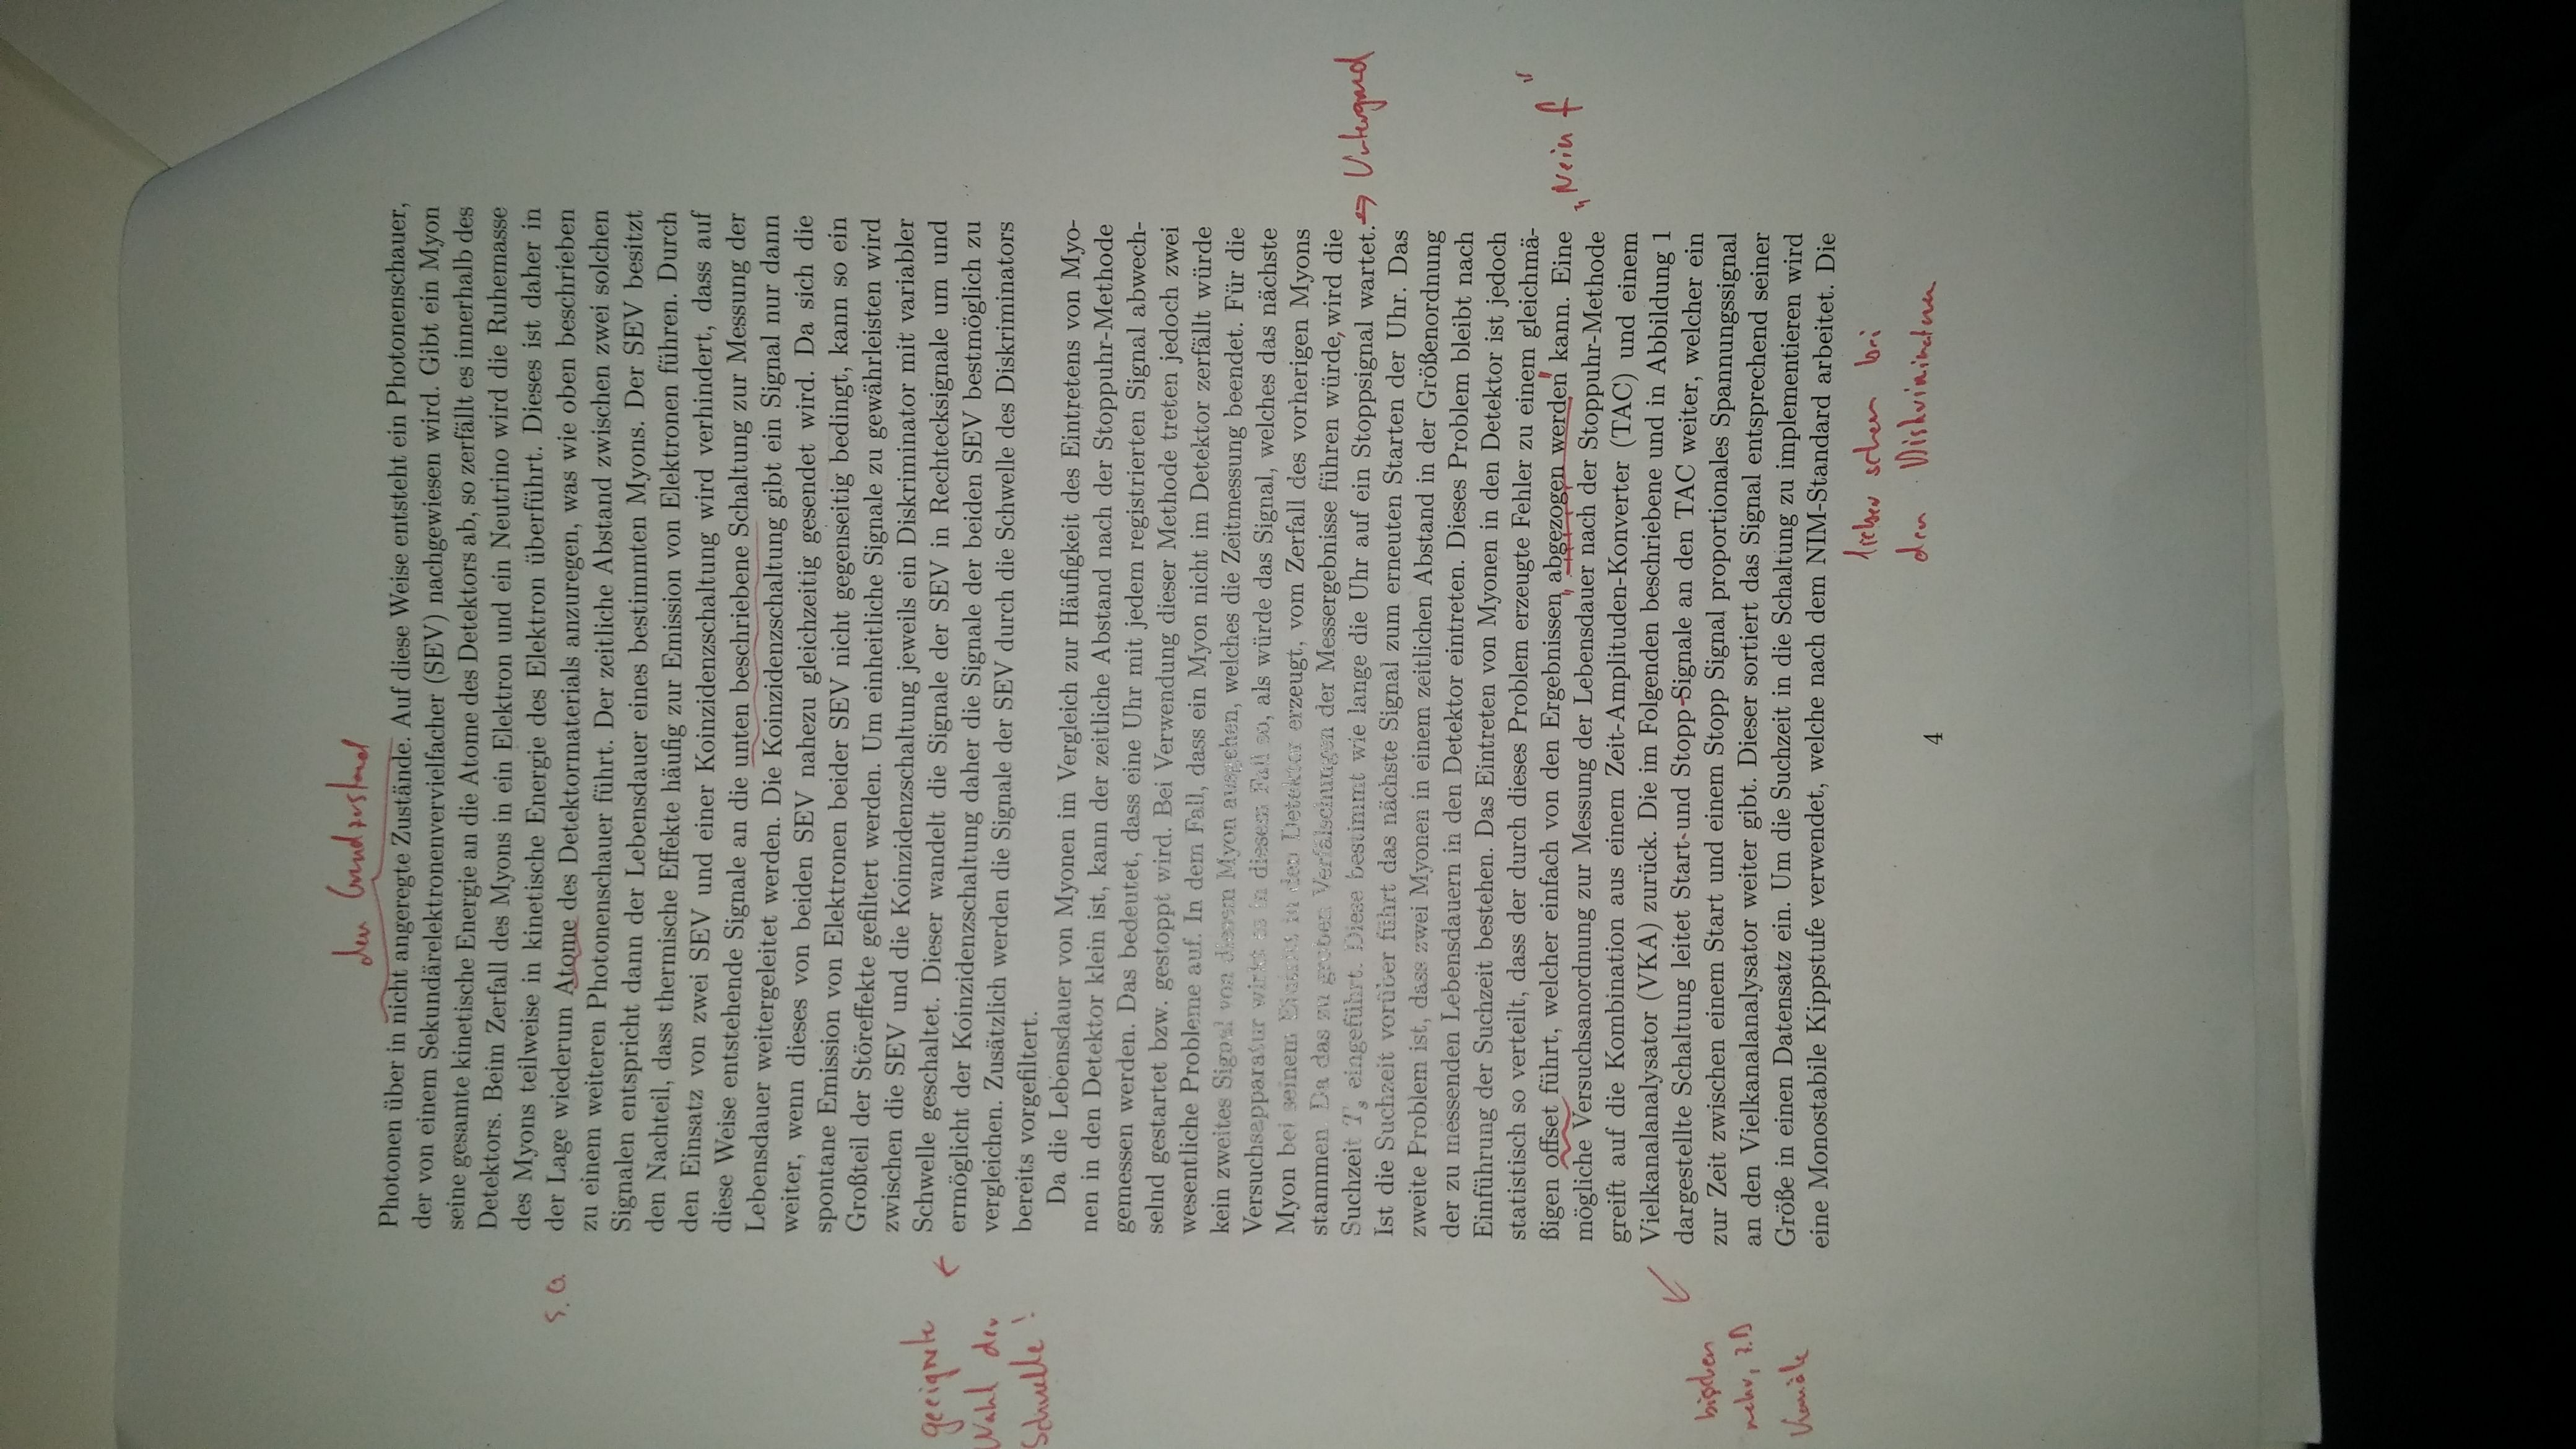 den Grundzustand
Photonen über in nicht angeregte Zustände. Auf diese Weise entsteht ein Photonenschauer,
der von einem Sekundärelektronenvervielfacher (SEV) nachgewiesen wird. Gibt ein Myon
seine gesamte kinetische Energie an die Atome des Detektors ab, so zerfällt es innerhalb des
Detektors. Beim Zerfall des Myons in ein Elektron und ein Neutrino wird die Ruhemasse
des Myons teilweise in kinetische Energie des Elektron überführt. Dieses ist daher in
s. o.
der Lage wiederum Atome des Detektormaterials anzuregen, was wie oben beschrieben
zu einem weiteren Photonenschauer führt. Der zeitliche Abstand zwischen zwei solchen
Signalen entspricht dann der Lebensdauer eines bestimmten Myons. Der SEV besitzt
den Nachteil, dass thermische Effekte häufig zur Emission von Elektronen führen. Durch
den Einsatz von zwei SEV und einer Koinzidenzschaltung wird verhindert, dass auf
diese Weise entstehende Signale an die unten beschriebene Schaltung zur Messung der
Lebensdauer weitergeleitet werden. Die Koinzidenzschaltung gibt ein Signal nur dann
weiter, wenn dieses von beiden SEV nahezu gleichzeitig gesendet wird. Da sich die
spontane Emission von Elektronen beider SEV nicht gegenseitig bedingt, kann so ein
Großteil der Störeffekte gefiltert werden. Um einheitliche Signale zu gewährleisten wird
zwischen die SEV und die Koinzidenzschaltung jeweils ein Diskriminator mit variabler
Schwelle geschaltet. Dieser wandelt die Signale der SEV in Rechtecksignale um und
ermöglicht der Koinzidenzschaltung daher die Signale der beiden SEV bestmöglich zu
vergleichen. Zusätzlich werden die Signale der SEV durch die Schwelle des Diskriminators
bereits vorgefiltert.
geeignete
Wahl der
Schwelle!
Da die Lebensdauer von Myonen im Vergleich zur Häufigkeit des Eintretens von Myo-
nen in den Detektor klein ist, kann der zeitliche Abstand nach der Stoppuhr-Methode
gemessen werden. Das bedeutet, dass eine Uhr mit jedem registrierten Signal abwech-
selnd gestartet bzw. gestoppt wird. Bei Verwendung dieser Methode treten jedoch zwei
wesentliche Probleme auf. In dem Fall, dass ein Myon nicht im Detektor zerfällt würde
kein zweites Signal von diesem Myon ausgehen, welches die Zeitmessung beendet. Für die
Versuchsapparatur wirkt es in diesem Fall so, als würde das Signal, welches das nächste
Myon bei seinem Eintritt in den Detektor erzeugt, vom Zerfall des vorherigen Myons
stammen. Da das zu groben Verfälschungen der Messergebnisse führen würde, wird die
Suchzeit T_s eingeführt. Diese bestimmt wie lange die Uhr auf ein Stoppsignal wartet. ⇒ Untergrund
Ist die Suchzeit vorüber führt das nächste Signal zum erneuten Starten der Uhr. Das
zweite Problem ist, dass zwei Myonen in einem zeitlichen Abstand in der Größenordnung
der zu messenden Lebensdauern in den Detektor eintreten. Dieses Problem bleibt nach
Einführung der Suchzeit bestehen. Das Eintreten von Myonen in den Detektor ist jedoch
statistisch so verteilt, dass der durch dieses Problem erzeugte Fehler zu einem gleichmä-
ßigen offset führt, welcher einfach von den Ergebnissen „abgezogen werden" kann. Eine
mögliche Versuchsanordnung zur Messung der Lebensdauer nach der Stoppuhr-Methode
greift auf die Kombination aus einem Zeit-Amplituden-Konverter (TAC) und einem
Vielkanalanalysator (VKA) zurück. Die im Folgenden beschriebene und in Abbildung 1
dargestellte Schaltung leitet Start-und Stopp-Signale an den TAC weiter, welcher ein
zur Zeit zwischen einem Start und einem Stopp Signal proportionales Spannungssignal
an den Vielkanalanalysator weiter gibt. Dieser sortiert das Signal entsprechend seiner
Größe in einen Datensatz ein. Um die Suchzeit in die Schaltung zu implementieren wird
eine Monostabile Kippstufe verwendet, welche nach dem NIM-Standard arbeitet. Die
bischen
mehr, z.B
Kanäle
lieber schon bei
den Diskriminatoren
4